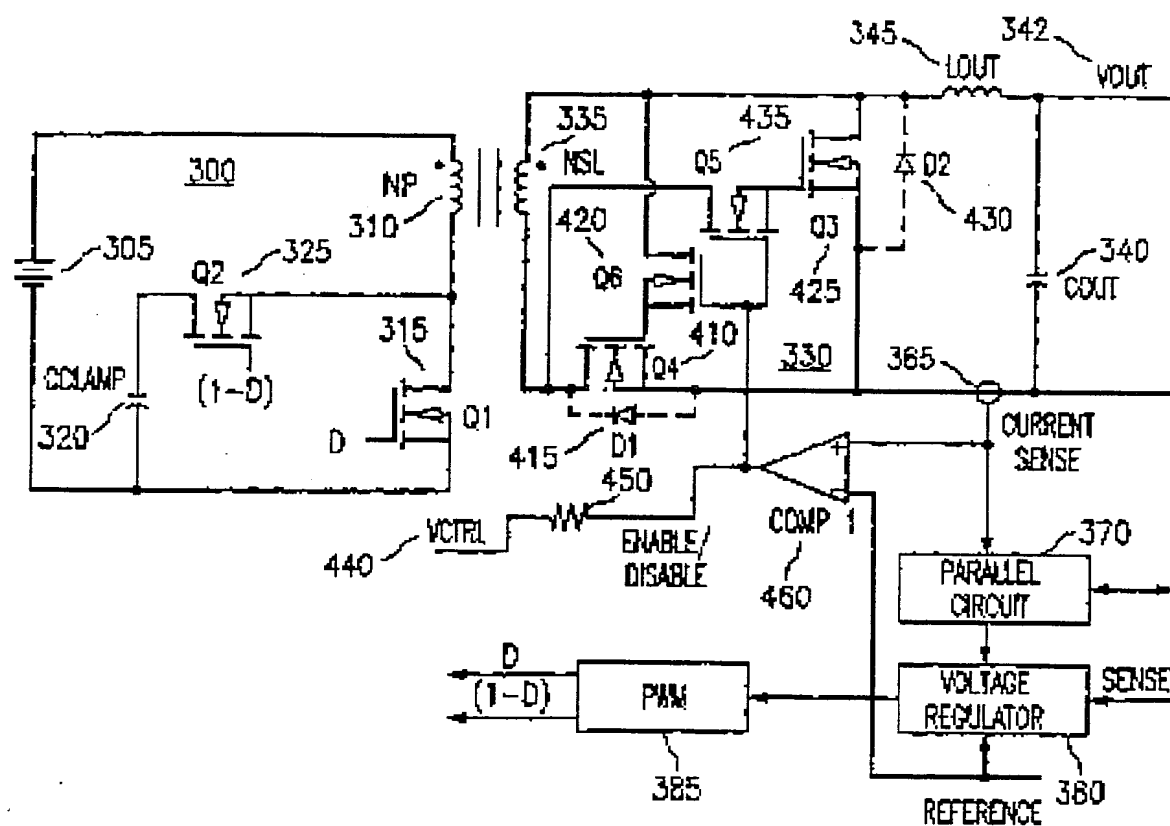 345
342
LOUT
VOUT
335
435
300
NP
NSL
Q5
D2
310
420
430
305
325
Q2
Q6
Q3
340
315
425
COUT
410
330
365
CCLAMP
(1-D)
Q4
320
Q1
D
415
D1
CURRENT
SENSE
450
+
COMP 1
VCTRL
440
ENABLE/
DISABLE
460
370
PARALLEL
CIRCUIT
D
(1-D)
PWM
VOLTAGE
REGULATOR
SENSE
385
380
REFERENCE